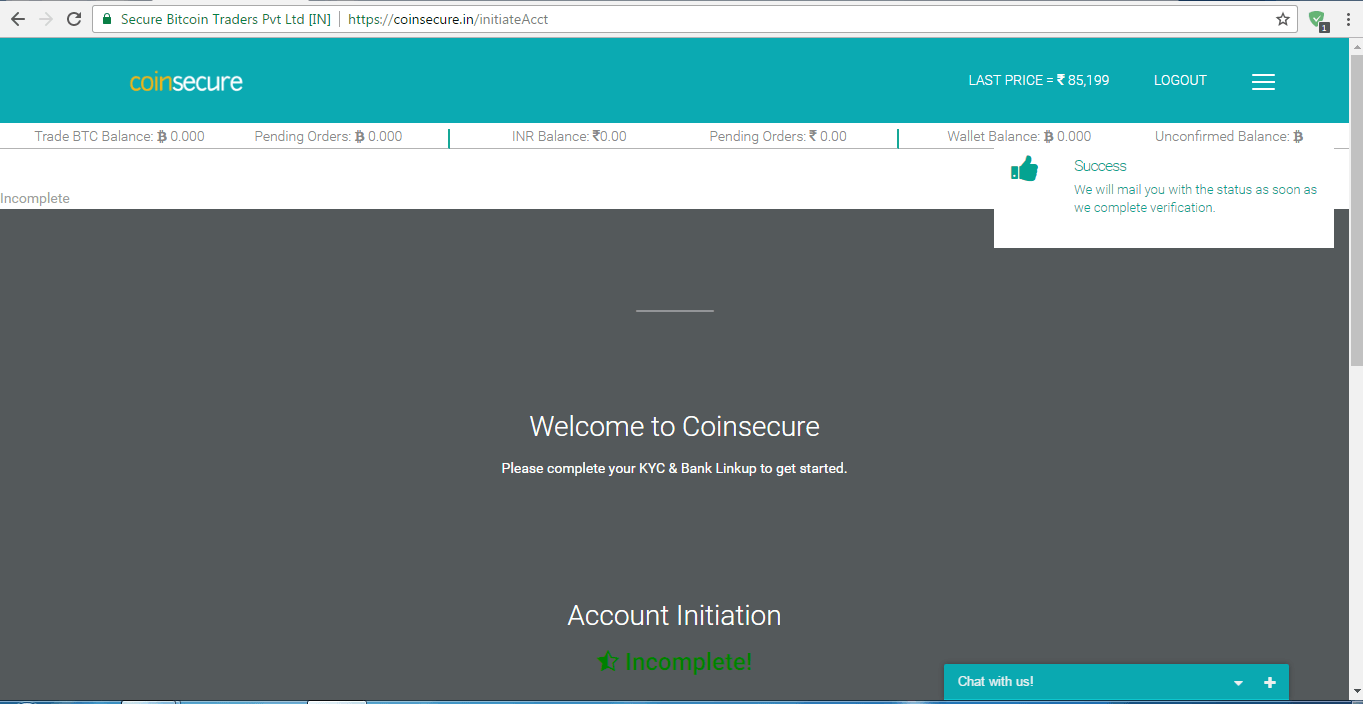 Secure Bitcoin Traders Pvt Ltd [IN] https://coinsecure.in/initiateAcct
1
coinsecure
LAST PRICE = ₹ 85,199 LOGOUT
Trade BTC Balance: ₿ 0.000 Pending Orders: ₿ 0.000 INR Balance: ₹0.00 Pending Orders: ₹ 0.00 Wallet Balance: ₿ 0.000 Unconfirmed Balance: ₿
Success
We will mail you with the status as soon as
we complete verification.
Incomplete
Welcome to Coinsecure
Please complete your KYC & Bank Linkup to get started.
Account Initiation
Incomplete!
Chat with us!